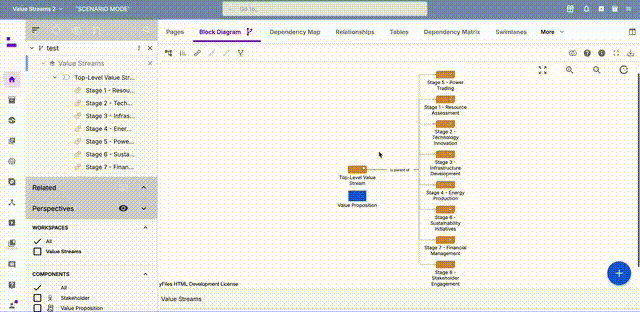 Value Streams 2
"SCENARIO MODE"
Go to...
test
Value Streams
Top-Level Value Str...
Stage 1 - Resou...
Stage 2 - Tech...
Stage 3 - Infras...
Stage 4 - Ener...
Stage 5 - Powe...
Stage 6 - Susta...
Stage 7 - Finan...
Related
Perspectives
WORKSPACES
All
Value Streams
COMPONENTS
All
Stakeholder
Value Proposition
Pages
Block Diagram
Dependency Map
Relationships
Tables
Dependency Matrix
Swimlanes
More
Stage 5 - Power
Trading
Stage 1 - Resource
Assessment
Stage 2 -
Technology
Innovation
Stage 3 -
Infrastructure
Development
Top-Level Value
Stream
is parent of
Stage 4 - Energy
Production
Value Proposition
Stage 6 -
Sustainability
Initiatives
Stage 7 - Financial
Management
Stage 8 -
Stakeholder
Engagement
yFiles HTML Development License
Value Streams